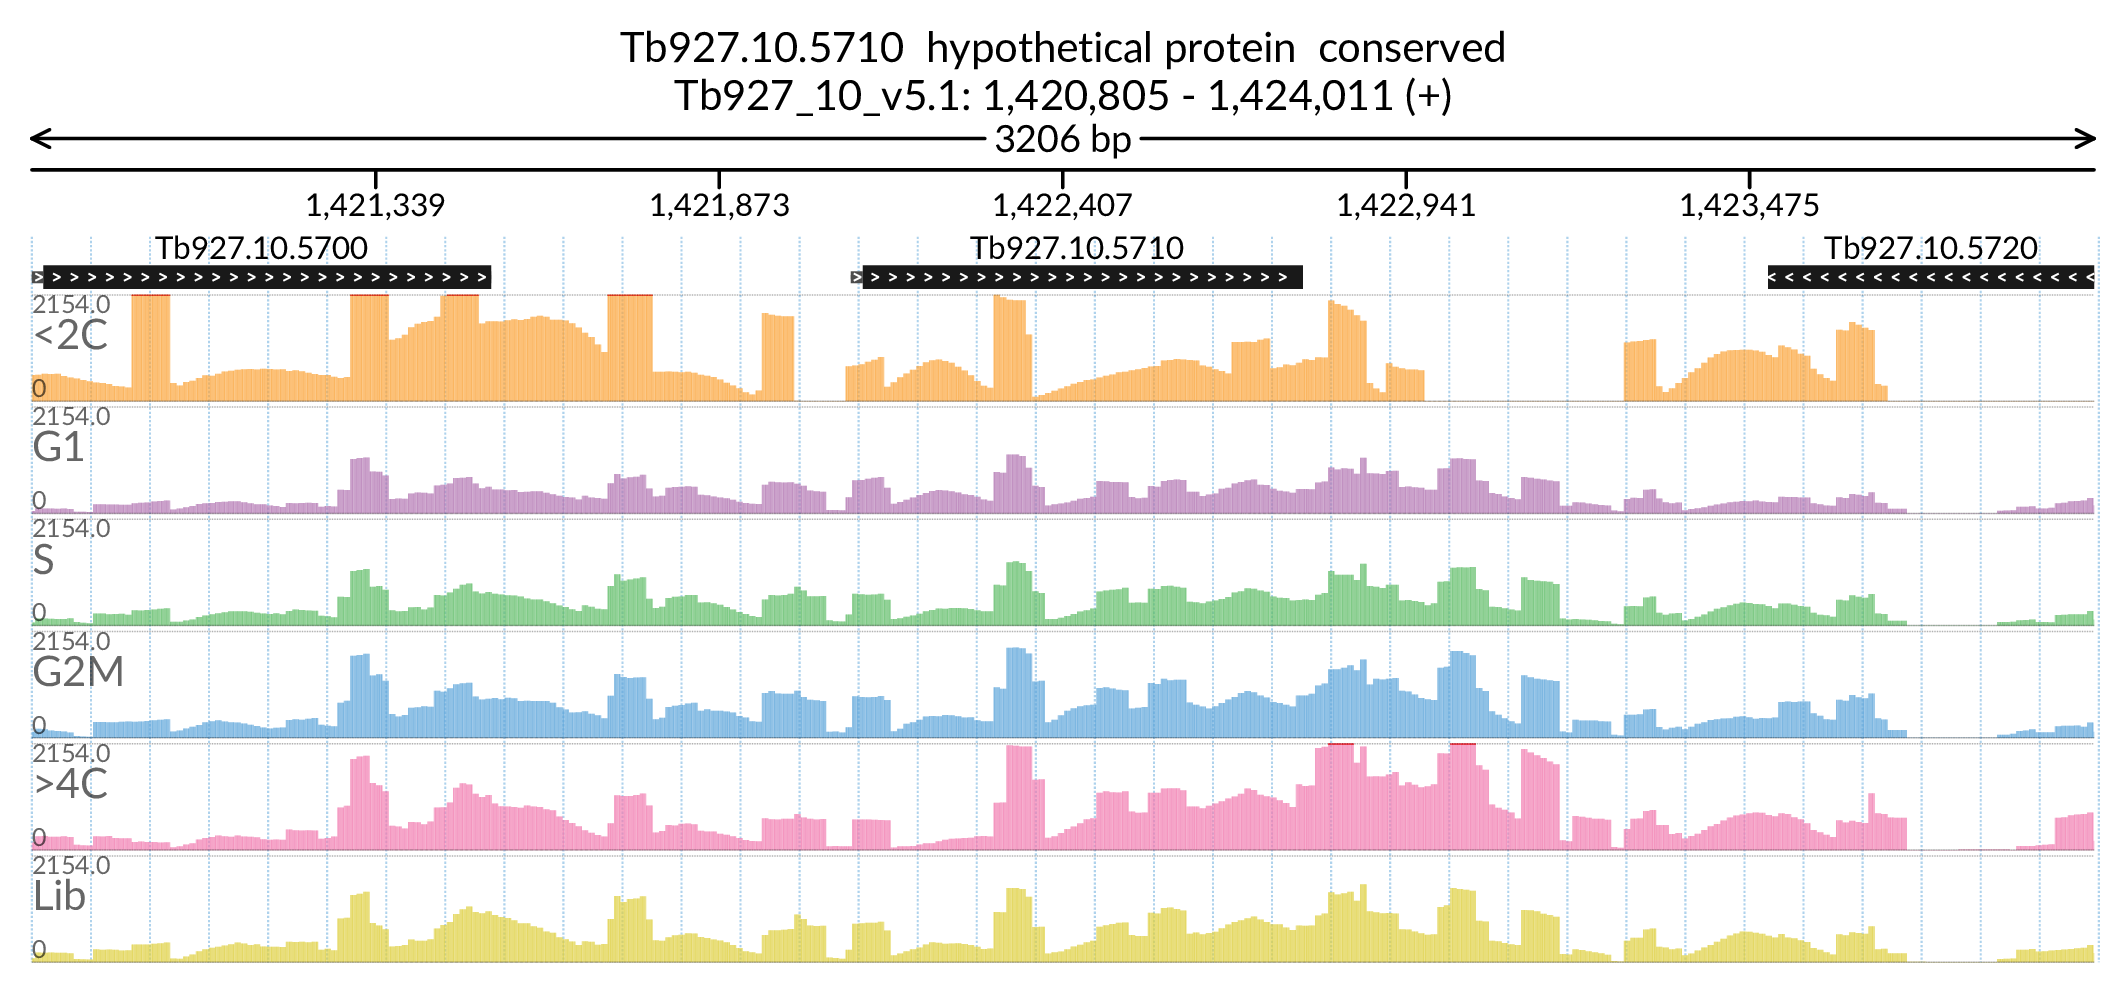 Tb927.10.5710  hypothetical protein  conserved
Tb927_10_v5.1: 1,420,805 - 1,424,011 (+)
3206 bp
1,421,339 1,421,873 1,422,407 1,422,941 1,423,475
Tb927.10.5700 Tb927.10.5710 Tb927.10.5720
2154.0
<2C
0
2154.0
G1
0
2154.0
S
0
2154.0
G2M
0
2154.0
>4C
0
2154.0
Lib
0